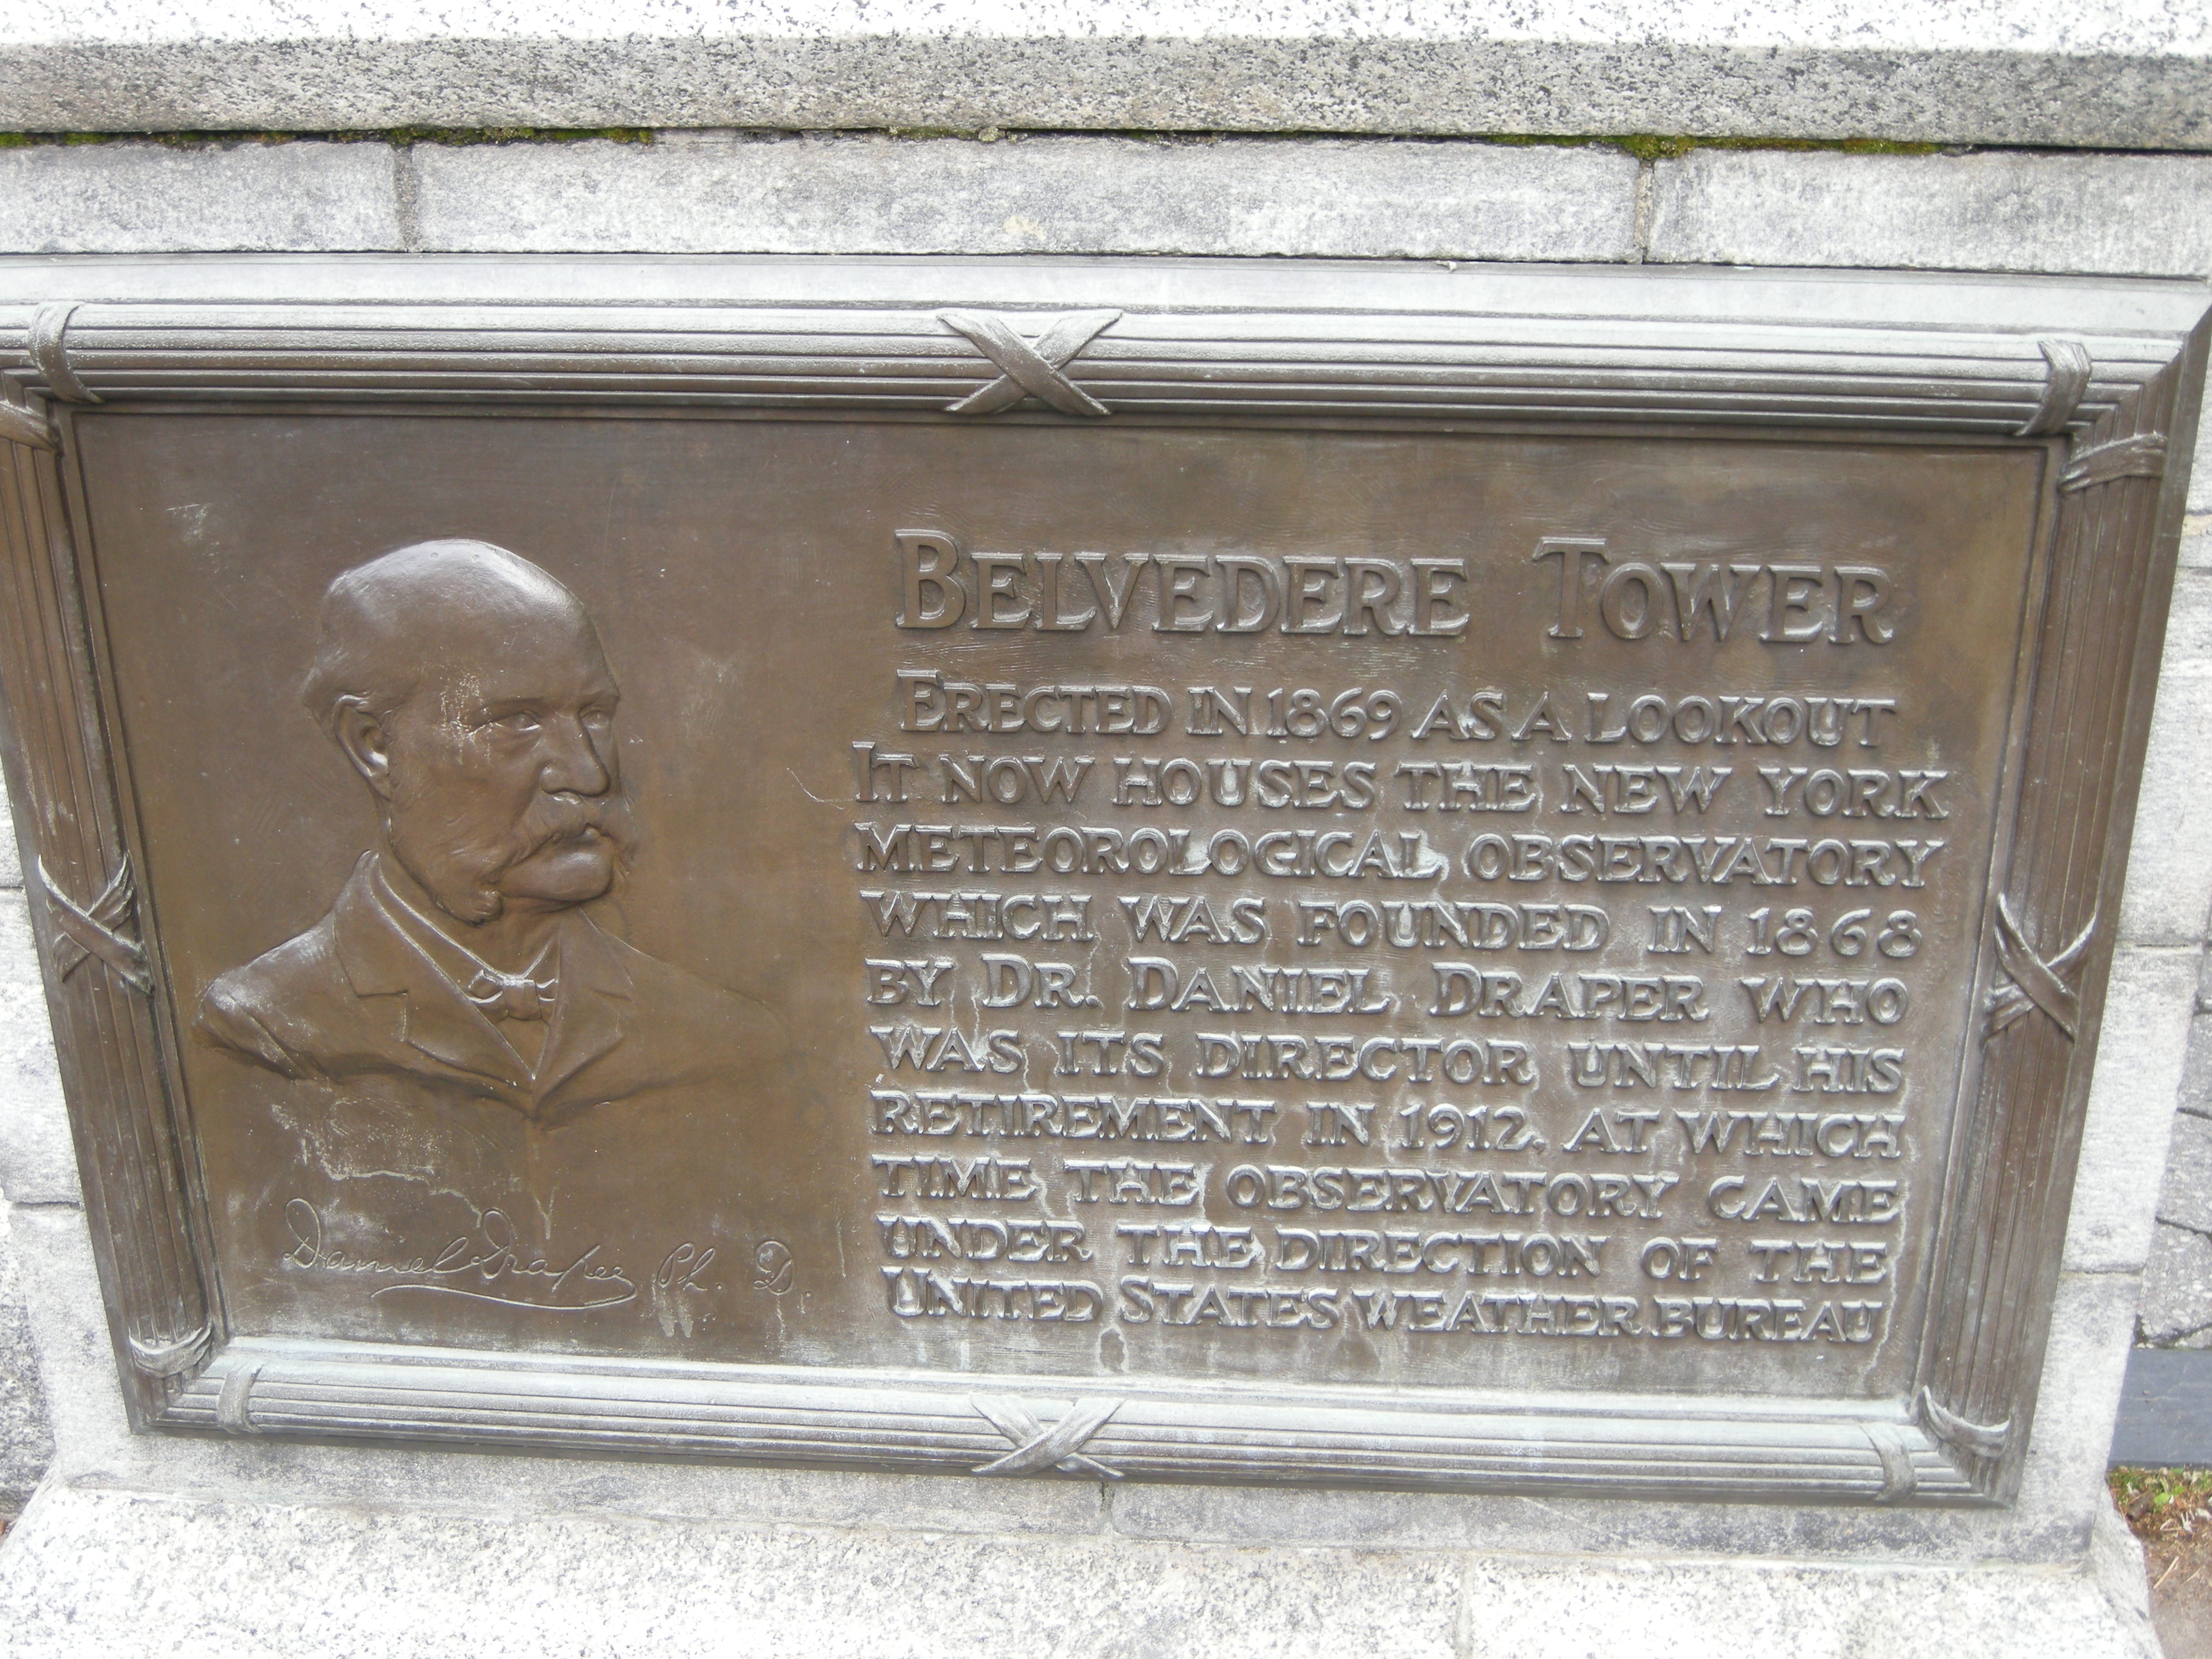 BELVEDERE TOWER
ERECTED IN 1869 AS A LOOKOUT
IT NOW HOUSES THE NEW YORK
METEOROLOGICAL OBSERVATORY
WHICH WAS FOUNDED IN 1868
BY DR. DANIEL DRAPER WHO
WAS ITS DIRECTOR UNTIL HIS
RETIREMENT IN 1912, AT WHICH
TIME THE OBSERVATORY CAME
UNDER THE DIRECTION OF THE
UNITED STATES WEATHER BUREAU
Daniel Draper Ph. D.